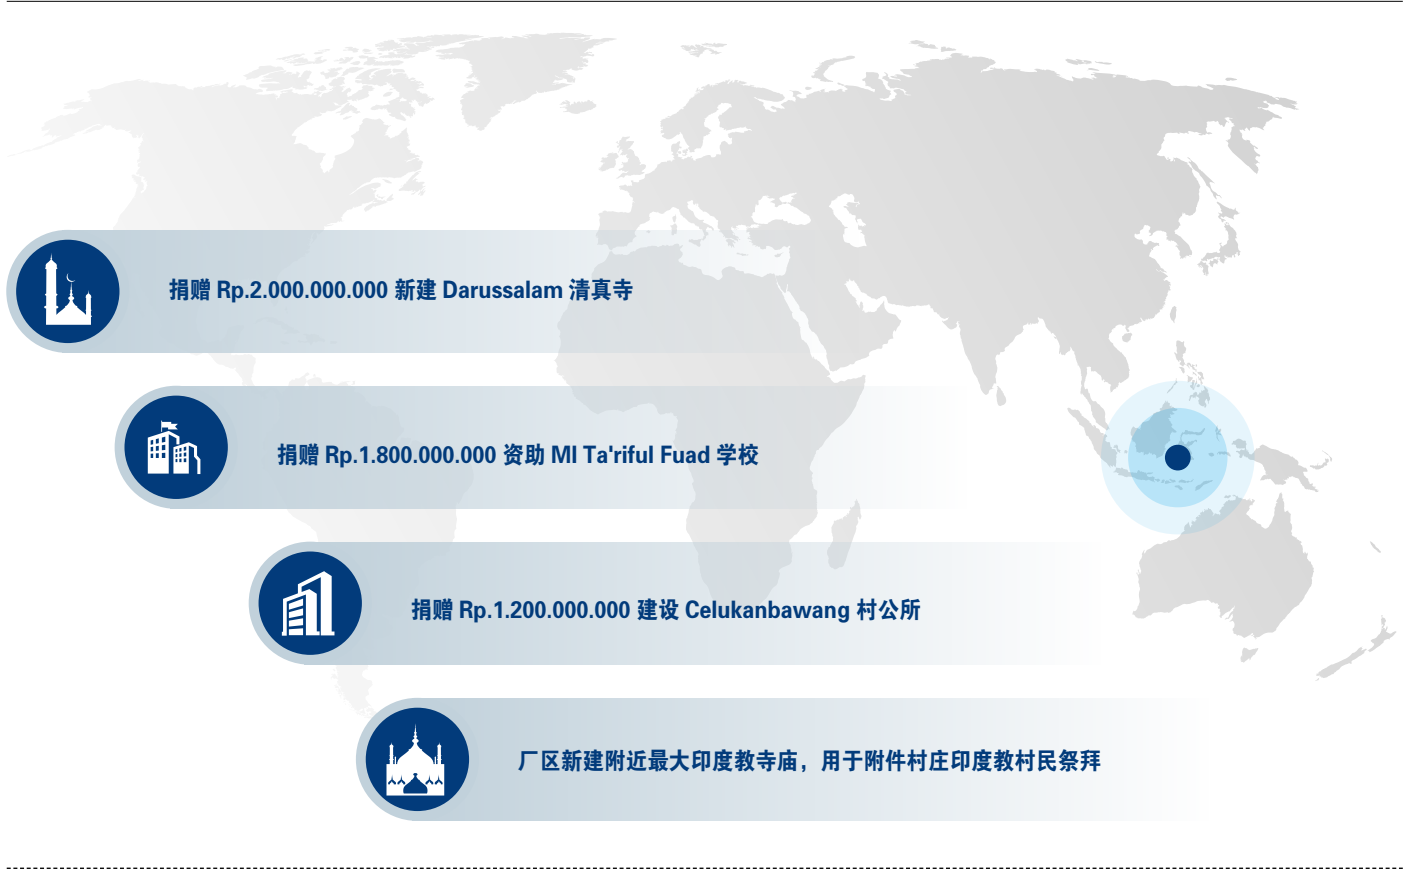 捐赠 Rp.2.000.000.000 新建 Darussalam 清真寺
捐赠 Rp.1.800.000.000 资助 MI Ta'riful Fuad 学校
捐赠 Rp.1.200.000.000 建设 Celukanbawang 村公所
厂区新建附近最大印度教寺庙，用于附件村庄印度教村民祭拜